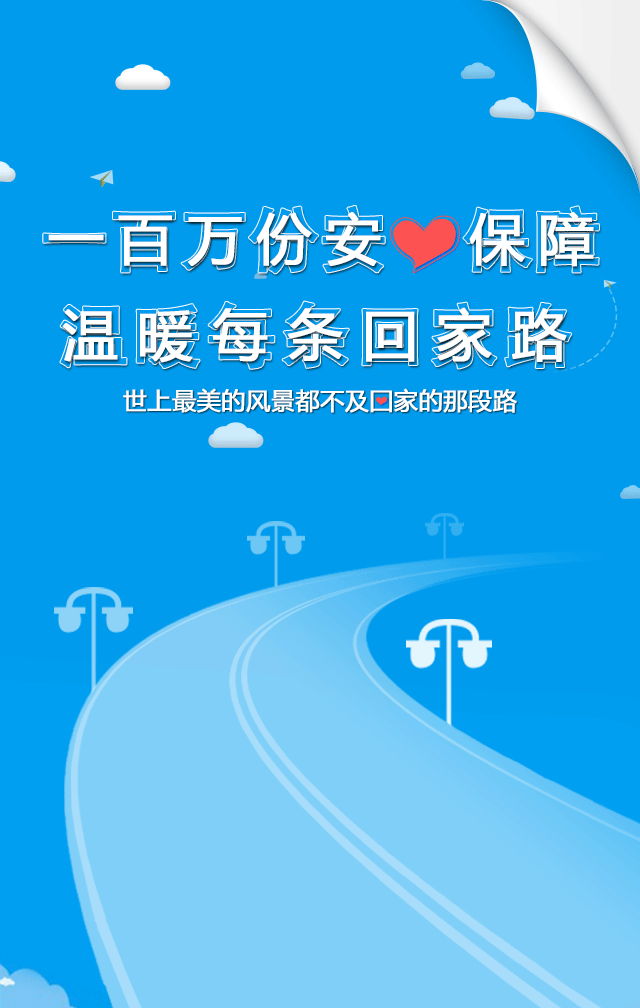 一百万份安❤保障
温暖每条回家路
世上最美的风景都不及回家的那段路